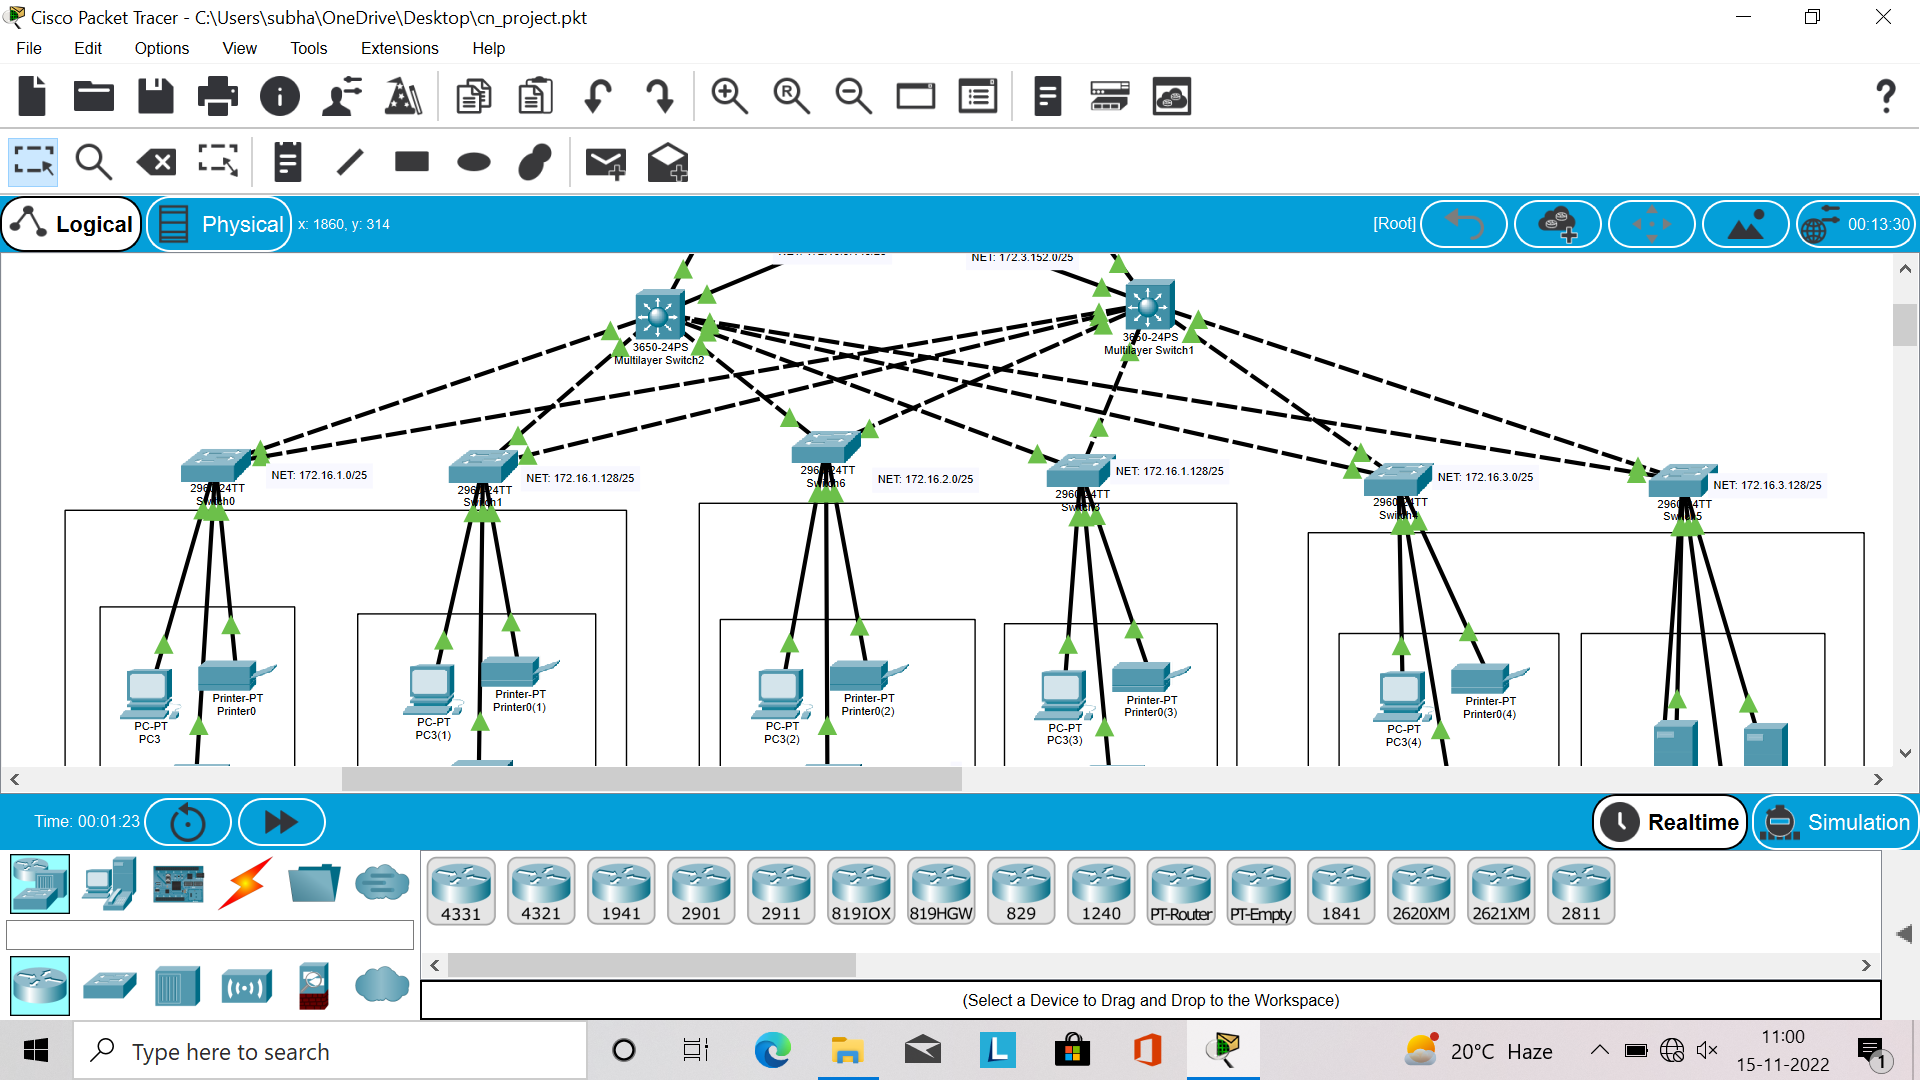 Cisco Packet Tracer - C:\Users\subha\OneDrive\Desktop\cn_project.pkt
File Edit Options View Tools Extensions Help
Logical Physical x: 1860, y: 314 [Root] 00:13:30
NET: 172.3.152.0/25
3650-24PS
Multilayer Switch2
3650-24PS
Multilayer Switch1
NET: 172.16.1.0/25
NET: 172.16.1.128/25
NET: 172.16.2.0/25
NET: 172.16.1.128/25
NET: 172.16.3.0/25
NET: 172.16.3.128/25
2960-24TT
Switch0
2960-24TT
Switch1
2960-24TT
Switch6
2960-24TT
Switch3
2960-24TT
Switch4
2960-24TT
Switch5
PC-PT
PC3
Printer-PT
Printer0
PC-PT
PC3(1)
Printer-PT
Printer0(1)
PC-PT
PC3(2)
Printer-PT
Printer0(2)
PC-PT
PC3(3)
Printer-PT
Printer0(3)
PC-PT
PC3(4)
Printer-PT
Printer0(4)
Time: 00:01:23 Realtime Simulation
4331 4321 1941 2901 2911 819IOX 819HGW 829 1240 PT-Router PT-Empty 1841 2620XM 2621XM 2811
(Select a Device to Drag and Drop to the Workspace)
Type here to search
20°C Haze
11:00
15-11-2022
1